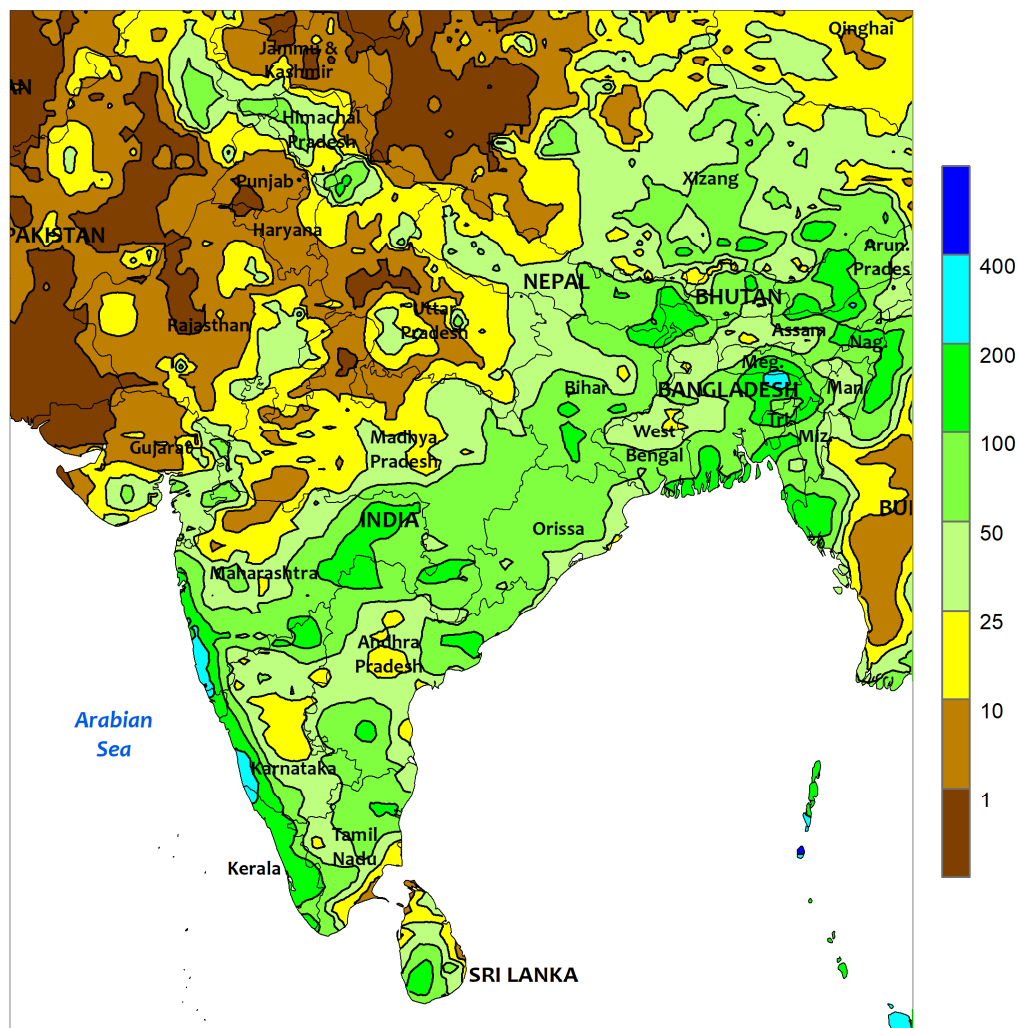 Qinghai
Jammu &
Kashmir
AN
Himachal
Pradesh
Punjab
Xizang
Haryana
PAKISTAN
Arun.
Prades
NEPAL
BHUTAN
400
Uttar
Pradesh
Rajasthan
Assam
Nag.
200
Meg.
Bihar
BANGLADESH
Man.
Tri.
Miz.
West
Bengal
Madhya
Pradesh
Gujarat
100
INDIA
Orissa
BUI
50
Maharashtra
25
Andhra
Pradesh
10
Arabian
Sea
Karnataka
1
Tamil
Nadu
Kerala
SRI LANKA